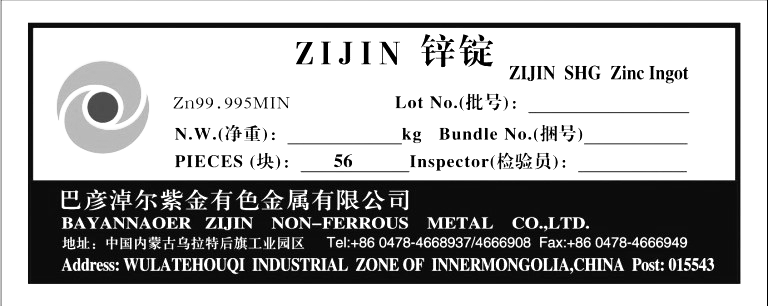 ZIJIN 锌锭
ZIJIN SHG Zinc Ingot
Zn99.995MIN Lot No.(批号):
N.W.(净重): kg Bundle No.(捆号)
PIECES (块): 56 Inspector(检验员):
巴彦淖尔紫金有色金属有限公司
BAYANNAOER ZIJIN NON-FERROUS METAL CO.,LTD.
地址: 中国内蒙古乌拉特后旗工业园区 Tel:+86 0478-4668937/4666908 Fax:+86 0478-4666949
Address: WULATEHOUQI INDUSTRIAL ZONE OF INNERMONGOLIA,CHINA Post: 015543